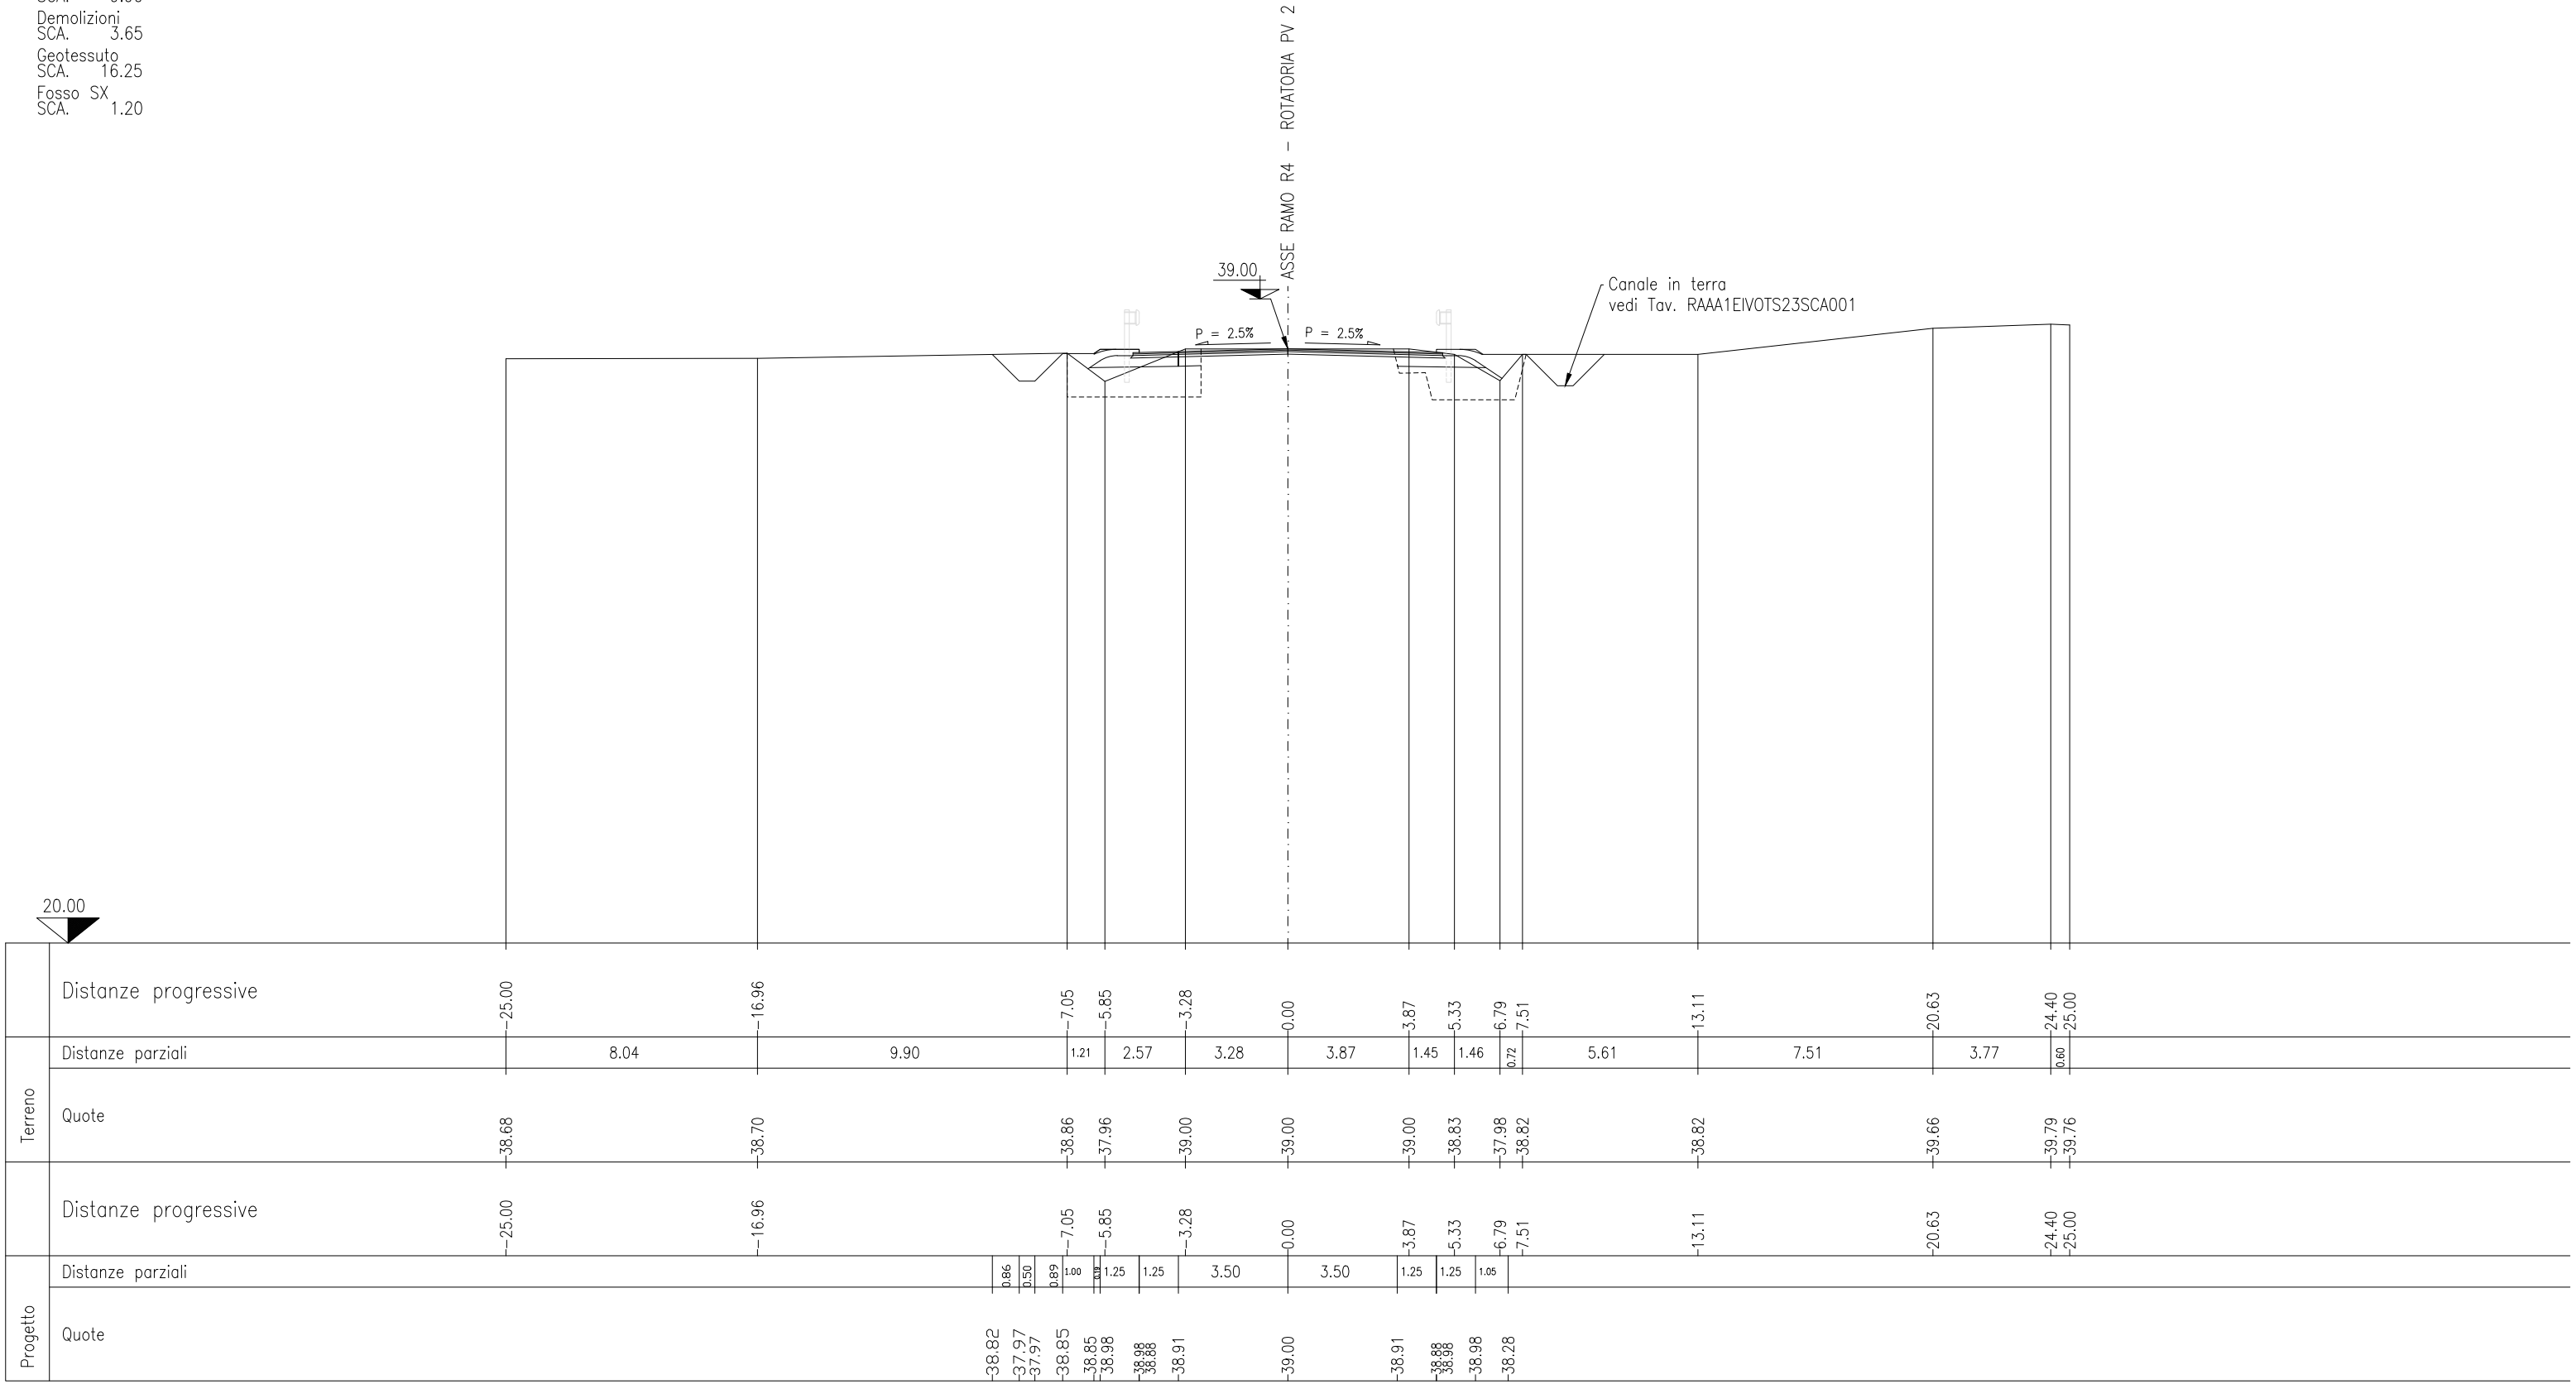 Demolizioni
SCA. 3.65
Geotessuto
SCA. 16.25
Fosso SX
SCA. 1.20
ASSE RAMO R4 - ROTATORIA PV 2
39.00
P = 2.5% P = 2.5%
Canale in terra
vedi Tav. RAAA1EIVOTS23SCA001
20.00
Distanze progressive
-25.00 -16.96 -7.05 -5.85 -3.28 0.00 3.87 5.33 6.79 7.51 13.11 20.63 24.40 25.00
Terreno
Distanze parziali
8.04 9.90 1.21 2.57 3.28 3.87 1.45 1.46 0.72 5.61 7.51 3.77 0.60
Quote
38.68 38.70 38.86 37.96 39.00 39.00 39.00 38.83 37.98 38.82 38.82 39.66 39.79 39.76
Distanze progressive
-25.00 -16.96 -7.05 -5.85 -3.28 0.00 3.87 5.33 6.79 7.51 13.11 20.63 24.40 25.00
Progetto
Distanze parziali
0.86 0.50 0.89 1.00 0.19 1.25 1.25 3.50 3.50 1.25 1.25 1.05
Quote
38.82 37.97 37.97 38.85 38.85 38.98 38.98 38.88 38.91 39.00 38.91 38.88 38.98 38.98 38.28